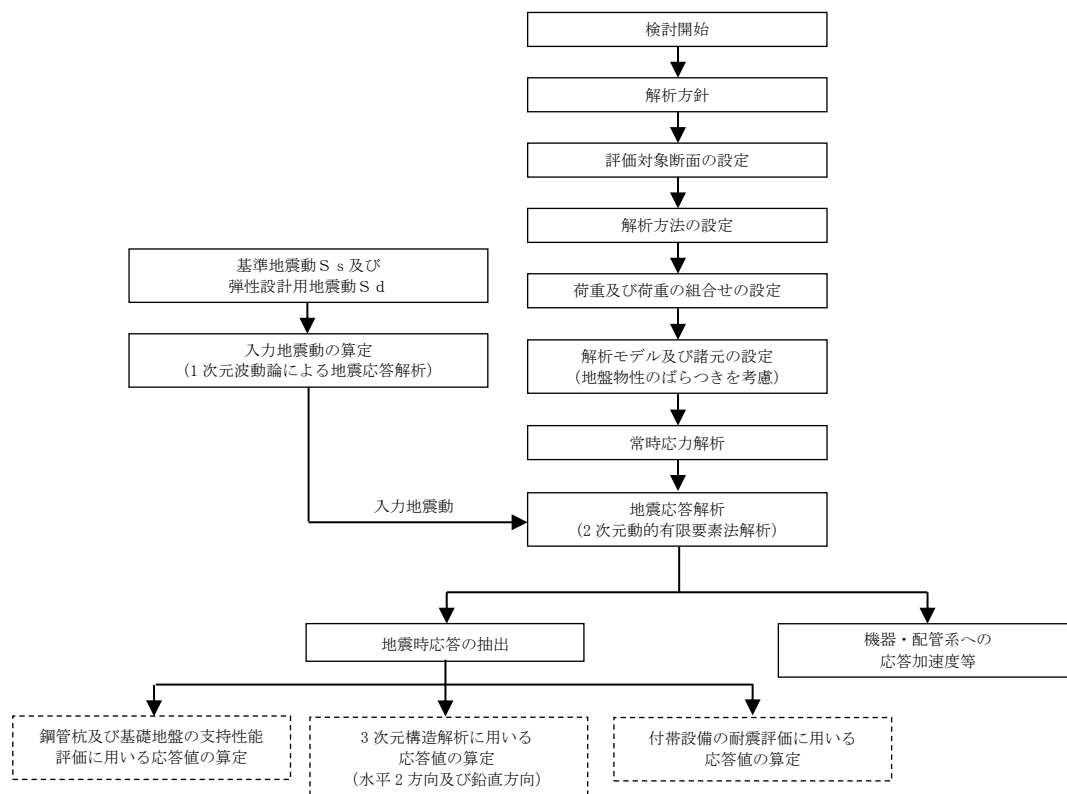 検討開始
解析方針
評価対象断面の設定
解析方法の設定
基準地震動Ｓｓ及び
弾性設計用地震動Ｓｄ
荷重及び荷重の組合せの設定
入力地震動の算定
(1次元波動論による地震応答解析)
解析モデル及び諸元の設定
(地盤物性のばらつきを考慮)
常時応力解析
入力地震動
地震応答解析
(2次元動的有限要素法解析)
地震時応答の抽出
機器・配管系への
応答加速度等
鋼管杭及び基礎地盤の支持性能
評価に用いる応答値の算定
3次元構造解析に用いる
応答値の算定
(水平2方向及び鉛直方向)
付帯設備の耐震評価に用いる
応答値の算定